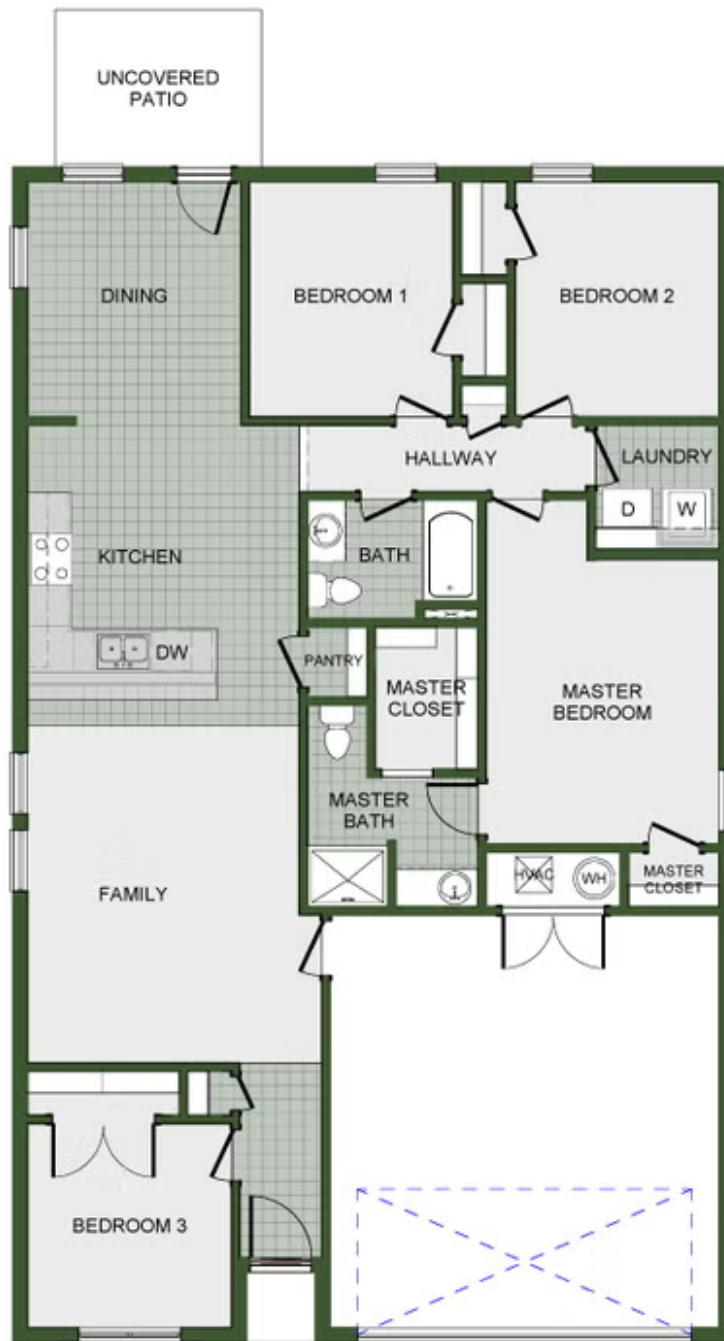 UNCOVERED
PATIO
DINING
BEDROOM 1
BEDROOM 2
HALLWAY
LAUNDRY
D
W
KITCHEN
BATH
DW
PANTRY
MASTER
CLOSET
MASTER
BEDROOM
MASTER
BATH
FAMILY
HVAC
WH
MASTER
CLOSET
BEDROOM 3